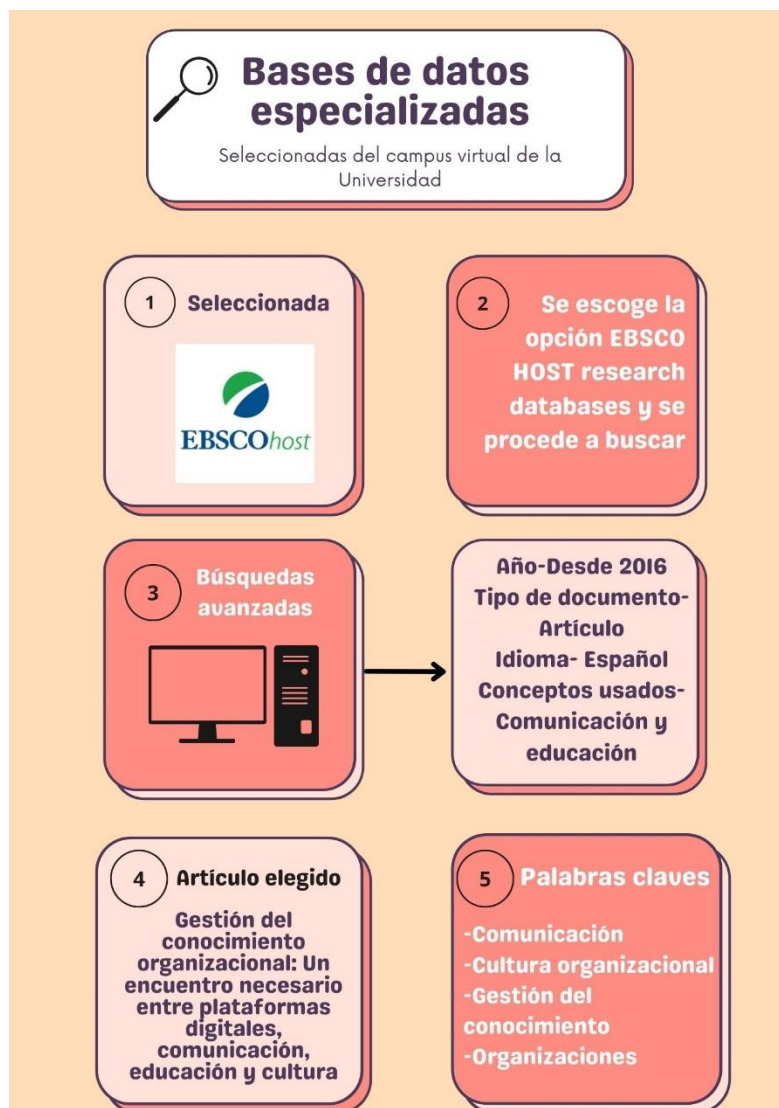 Bases de datos
especializadas
Seleccionadas del campus virtual de la
Universidad
1
Seleccionada
EBSCOhost
2
Se escoge la
opción EBSCO
HOST research
databases y se
procede a buscar
3
Búsquedas
avanzadas
Año-Desde 2016
Tipo de documento-
Artículo
Idioma- Español
Conceptos usados-
Comunicación y
educación
4
Artículo elegido
Gestión del
conocimiento
organizacional: Un
encuentro necesario
entre plataformas
digitales,
comunicación,
educación y cultura
5
Palabras claves
-Comunicación
-Cultura organizacional
-Gestión del
conocimiento
-Organizaciones